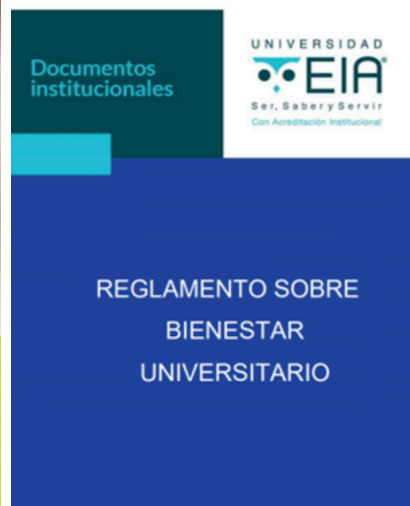 Documentos
institucionales
UNIVERSIDAD
EIA
Ser, Saber y Servir
Con Acreditación Institucional
REGLAMENTO SOBRE
BIENESTAR
UNIVERSITARIO